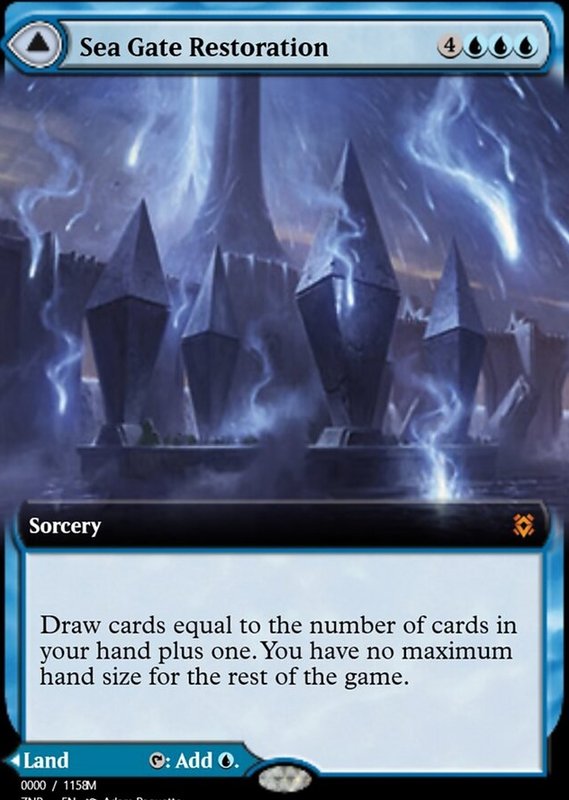 Sea Gate Restoration 4
Sorcery
Draw cards equal to the number of cards in
your hand plus one. You have no maximum
hand size for the rest of the game.
Land : Add .
0000 / 1158M